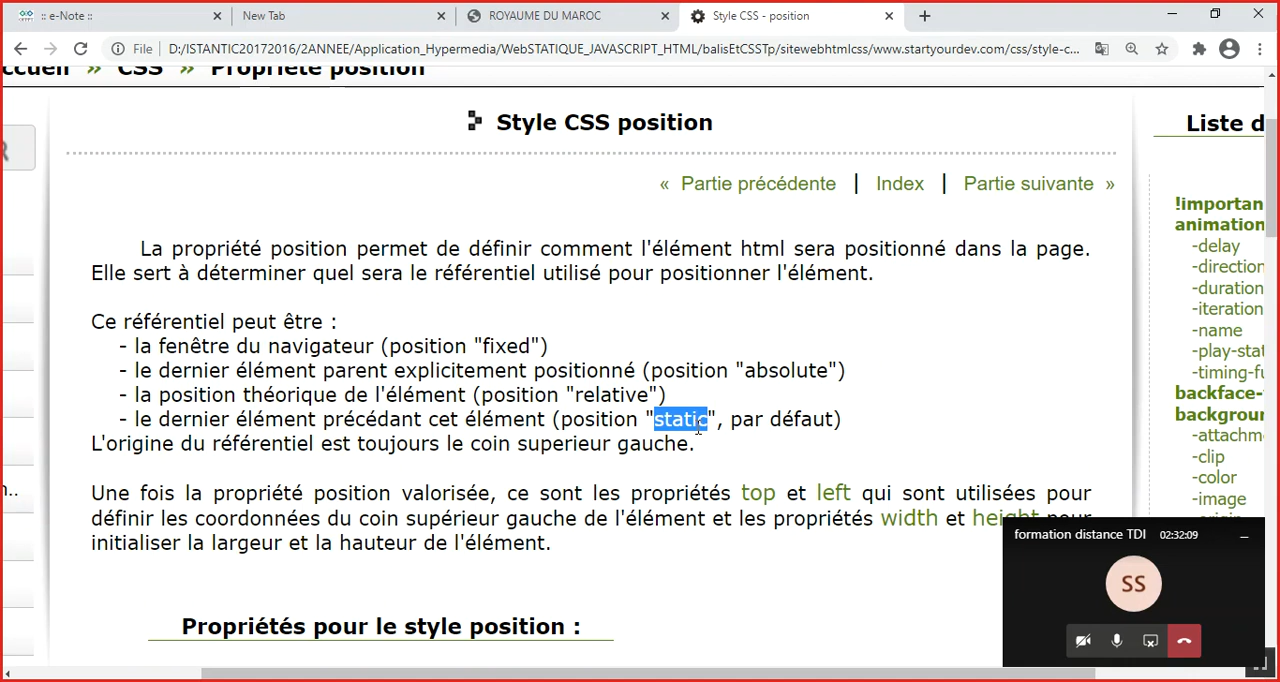 :: e-Note ::
New Tab
ROYAUME DU MAROC
Style CSS - position
File
D:/ISTANTIC20172016/2ANNEE/Application_Hypermedia/WebSTATIQUE_JAVASCRIPT_HTML/balisEtCSSTp/sitewebhtmlcss/www.startyourdev.com/css/style-c...
ccueil » CSS » Propriété position
Style CSS position
Liste d
« Partie précédente | Index | Partie suivante »
La propriété position permet de définir comment l'élément html sera positionné dans la page.
Elle sert à déterminer quel sera le référentiel utilisé pour positionner l'élément.
Ce référentiel peut être :
- la fenêtre du navigateur (position "fixed")
- le dernier élément parent explicitement positionné (position "absolute")
- la position théorique de l'élément (position "relative")
- le dernier élément précédant cet élément (position "static", par défaut)
L'origine du référentiel est toujours le coin superieur gauche.
Une fois la propriété position valorisée, ce sont les propriétés top et left qui sont utilisées pour
définir les coordonnées du coin supérieur gauche de l'élément et les propriétés width et height pour
initialiser la largeur et la hauteur de l'élément.
Propriétés pour le style position :
!importan
animation
-delay
-direction
-duration
-iteration
-name
-play-stat
-timing-fu
backface-
backgroun
-attachm
-clip
-color
-image
n..
formation distance TDI 02:32:09
SS